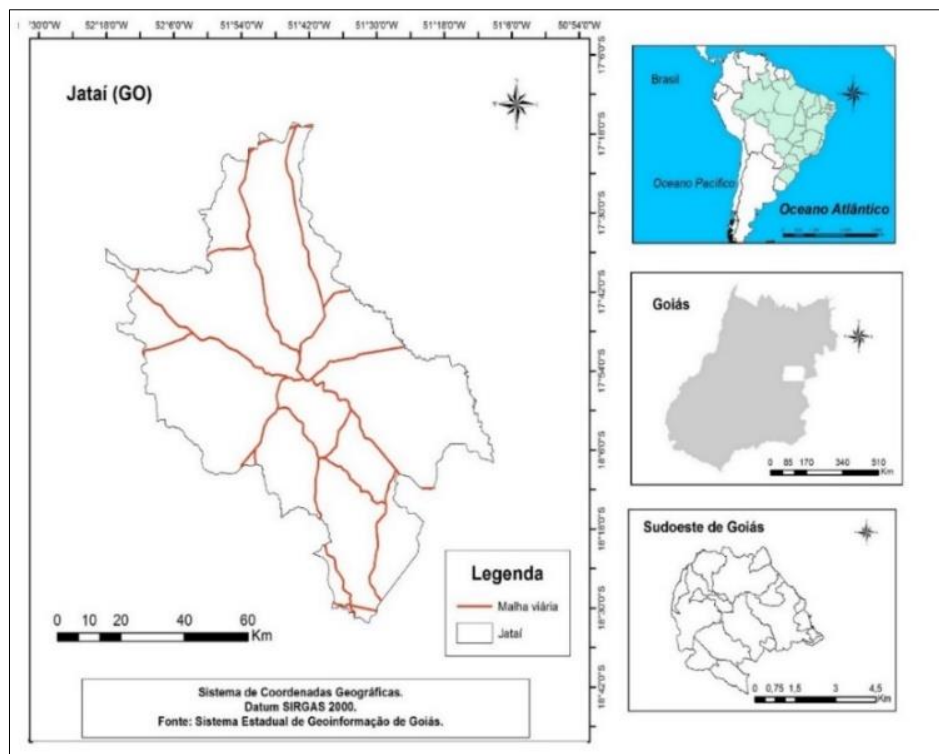 52°18'0"W 52°6'0"W 51°54'0"W 51°42'0"W 51°30'0"W 51°18'0"W 51°6'0"W 50°54'0"W
Jataí (GO)
17°6'0"S
17°18'0"S
17°30'0"S
17°42'0"S
17°54'0"S
18°6'0"S
18°18'0"S
18°30'0"S
18°42'0"S
Legenda
Malha viária
Jataí
0 20 40 60
Km
Sistema de Coordenadas Geográficas.
Datum SIRGAS 2000.
Fonte: Sistema Estadual de Geoinformação de Goiás.
Brasil
Oceano Pacífico
Oceano Atlântico
Goiás
0 85 170 340 510
Km
Sudoeste de Goiás
0 0,75 1,5 3 4,5
Km